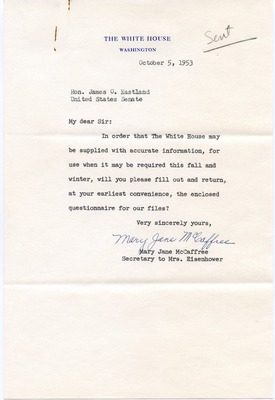 THE WHITE HOUSE
WASHINGTON
Sent
October 5, 1953
Hon. James O. Eastland
United States Senate
My dear Sir:
In order that The White House may
be supplied with accurate information, for
use when it may be required this fall and
winter, will you please fill out and return,
at your earliest convenience, the enclosed
questionnaire for our files?
Very sincerely yours,
Mary Jane McCaffree
Mary Jane McCaffree
Secretary to Mrs. Eisenhower